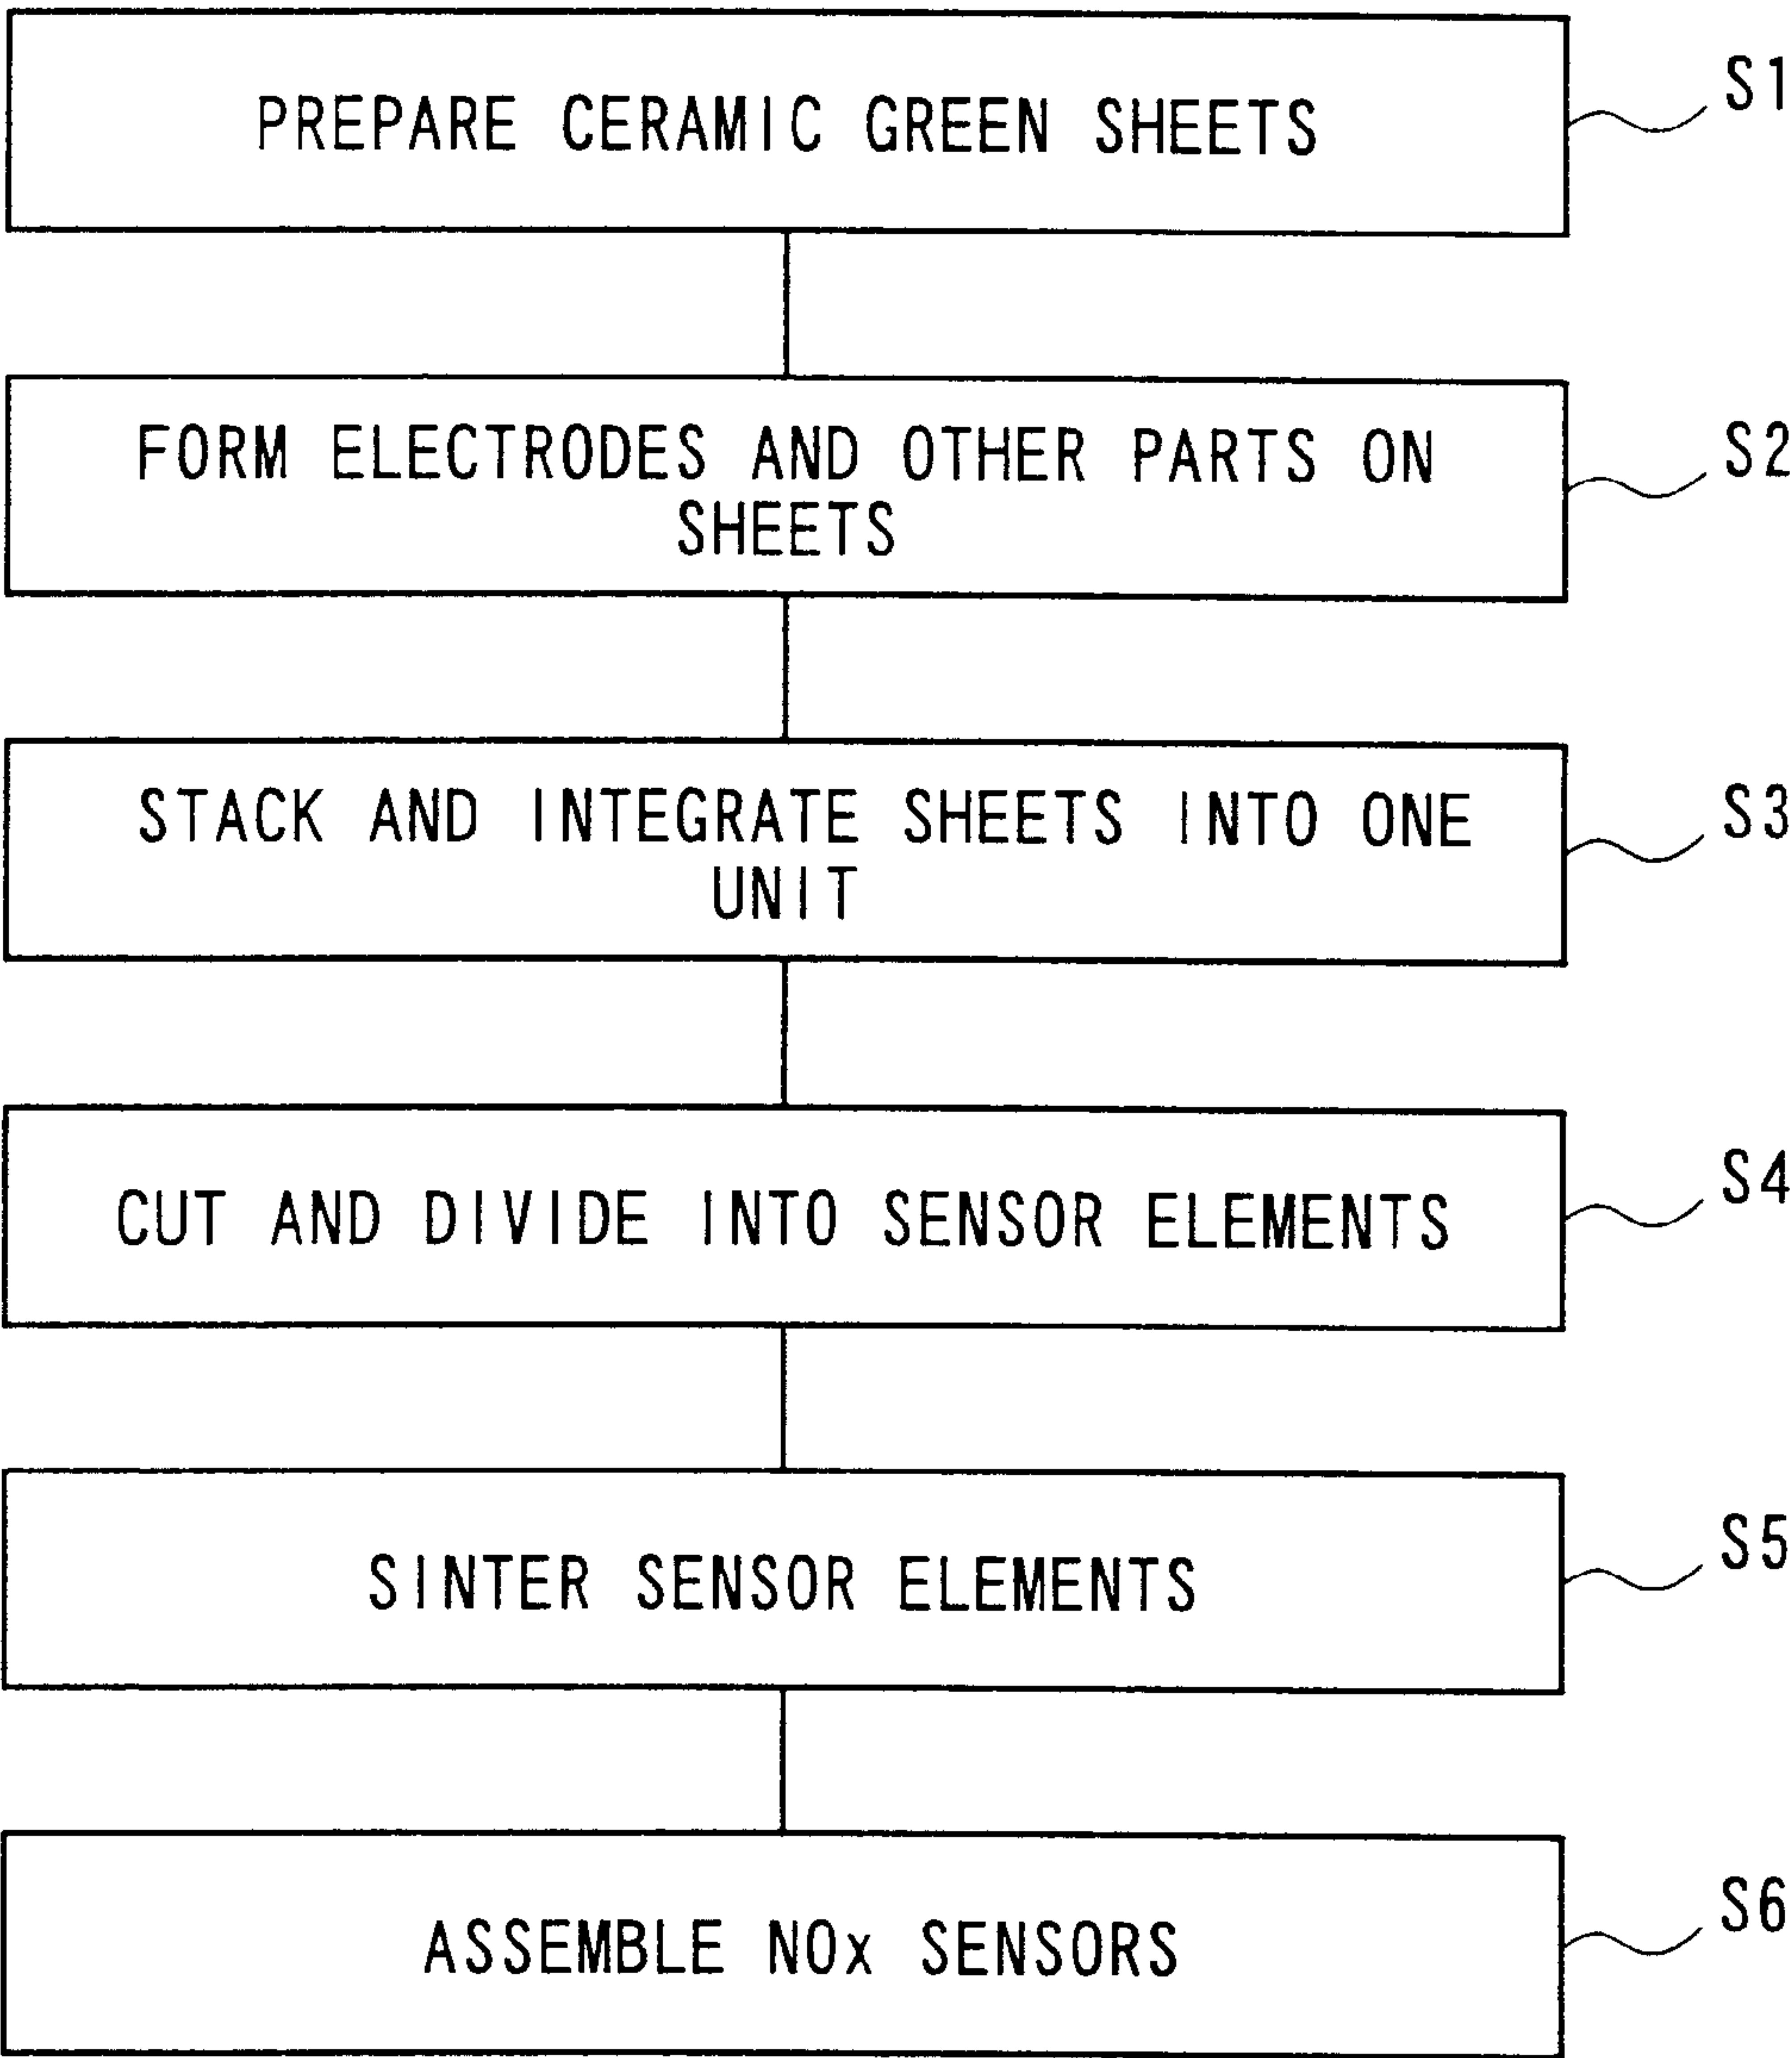 PREPARE CERAMIC GREEN SHEETS
S1
FORM ELECTRODES AND OTHER PARTS ON
SHEETS
S2
STACK AND INTEGRATE SHEETS INTO ONE
UNIT
S3
CUT AND DIVIDE INTO SENSOR ELEMENTS
S4
SINTER SENSOR ELEMENTS
S5
ASSEMBLE NOx SENSORS
S6